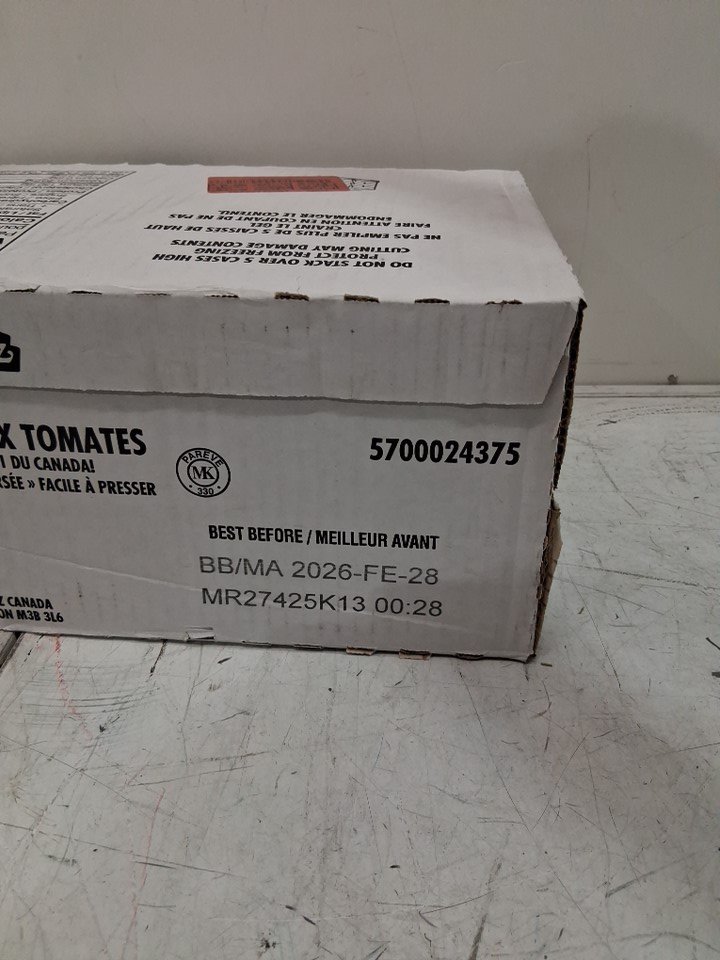 DO NOT STACK OVER 5 CASES HIGH
PROTECT FROM FREEZING
CUTTING MAY DAMAGE CONTENTS
NE PAS EMPILER PLUS DE 5 CAISSES DE HAUT
CRAINT LE GEL
FAIRE ATTENTION EN COUPANT DE NE PAS
ENDOMMAGER LE CONTENU.
Z
X TOMATES
1 DU CANADA!
RSÉE » FACILE À PRESSER
PAREVE
MK
330
5700024375
BEST BEFORE / MEILLEUR AVANT
BB/MA 2026-FE-28
MR27425K13 00:28
Z CANADA
ON M3B 3L6